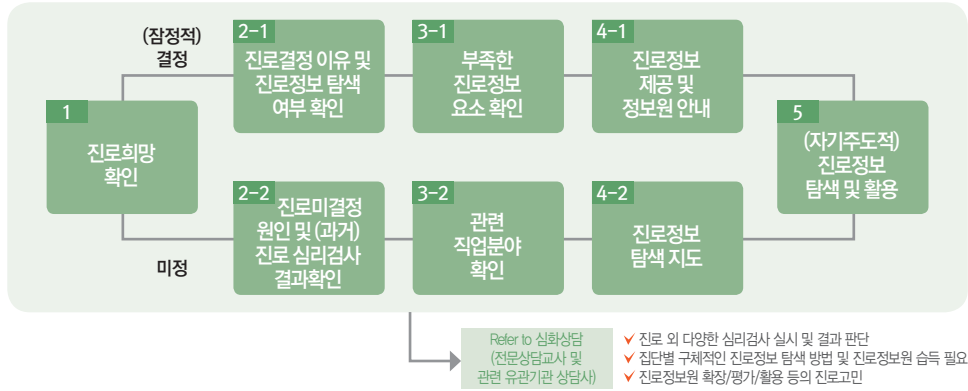 (잠정적)
결정
2-1
진로결정 이유 및
진로정보 탐색
여부 확인
3-1
부족한
진로정보
요소 확인
4-1
진로정보
제공 및
정보원 안내
1
진로희망
확인
5
(자기주도적)
진로정보
탐색 및 활용
2-2
진로미결정
원인 및 (과거)
진로 심리검사
결과확인
3-2
관련
직업분야
확인
4-2
진로정보
탐색 지도
미정
Refer to 심화상담
(전문상담교사 및
관련 유관기관 상담사)
진로 외 다양한 심리검사 실시 및 결과 판단
집단별 구체적인 진로정보 탐색 방법 및 진로정보원 습득 필요
진로정보원 확장/평가/활용 등의 진로고민